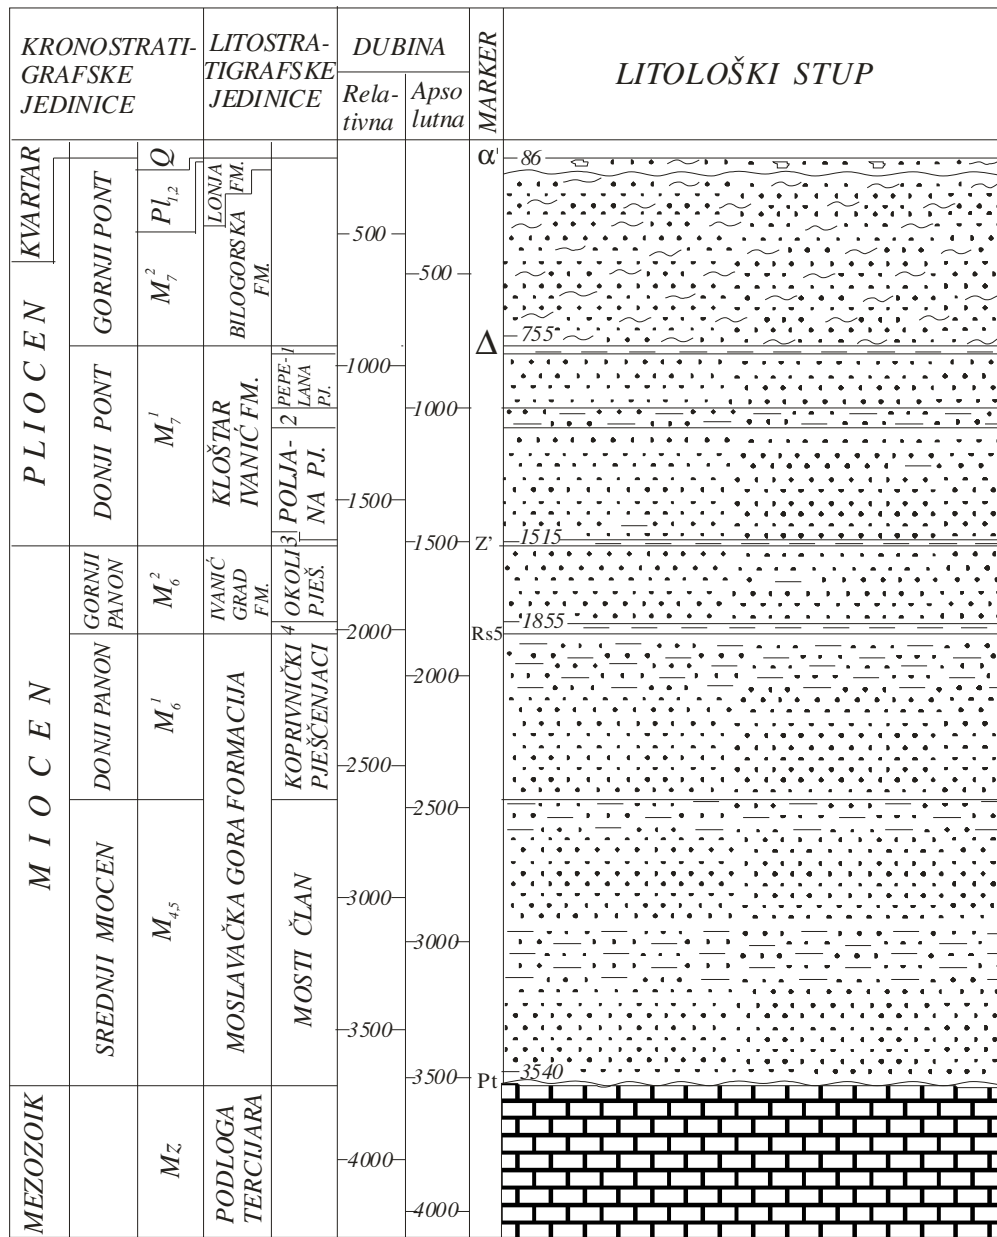 KRONOSTRATI-
GRAFSKE
JEDINICE
LITOSTRA-
TIGRAFSKE
JEDINICE
DUBINA
Rela-
tivna
Apso
lutna
MARKER
LITOLOŠKI STUP
KVARTAR
PLIOCEN
MIOCEN
MEZOZOIK
GORNJI PONT
DONJI PONT
GORNJI
PANON
DONJI PANON
SREDNJI MIOCEN
Q
Pl1,2
M7²
M7¹
M6²
M6¹
M4,5
Mz
LONJA
FM.
BILOGORSKA
FM.
KLOŠTAR
IVANIĆ FM.
IVANIĆ
GRAD
FM.
MOSLAVAČKA GORA FORMACIJA
PODLOGA
TERCIJARA
1
PEPE-
LANA
PJ.
2
POLJA-
NA PJ.
3
OKOLI
PJEŠ.
4
KOPRIVNIČKI
PJEŠČENJACI
MOSTI ČLAN
500
1000
1500
2000
2500
3000
3500
4000
500
1000
1500
2000
2500
3000
3500
4000
α'
Δ
Z'
Rs5
Pt
86
755
1515
1855
3540